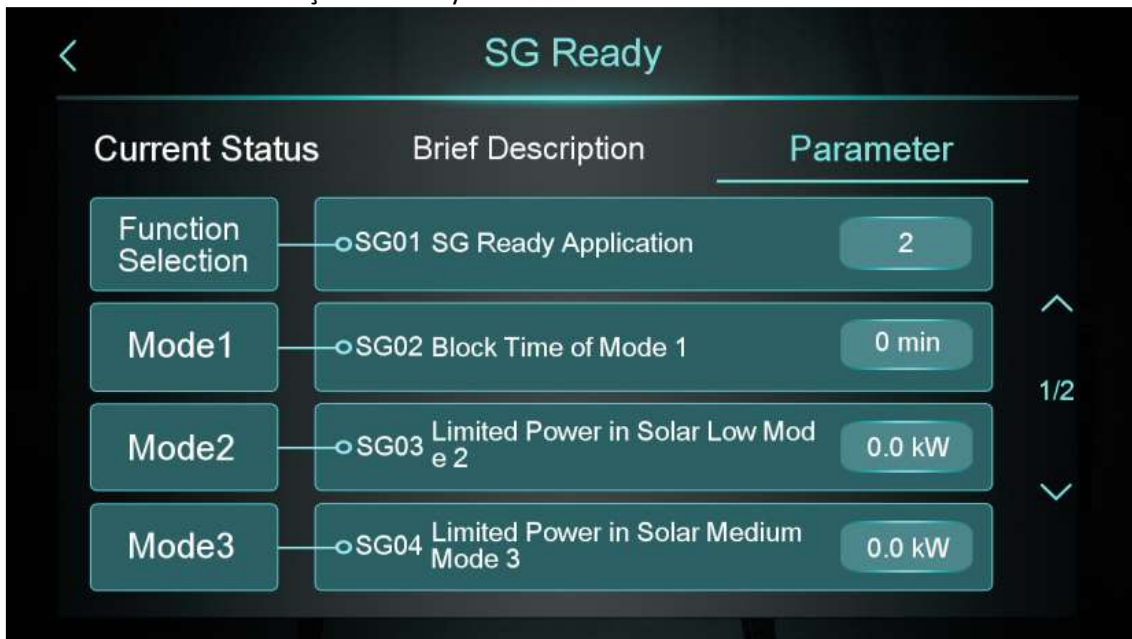 SG Ready
Current Status
Brief Description
Parameter
Function
Selection
SG01 SG Ready Application
2
Mode1
SG02 Block Time of Mode 1
0 min
1/2
Mode2
SG03 Limited Power in Solar Low Mod
e 2
0.0 kW
Mode3
SG04 Limited Power in Solar Medium
Mode 3
0.0 kW